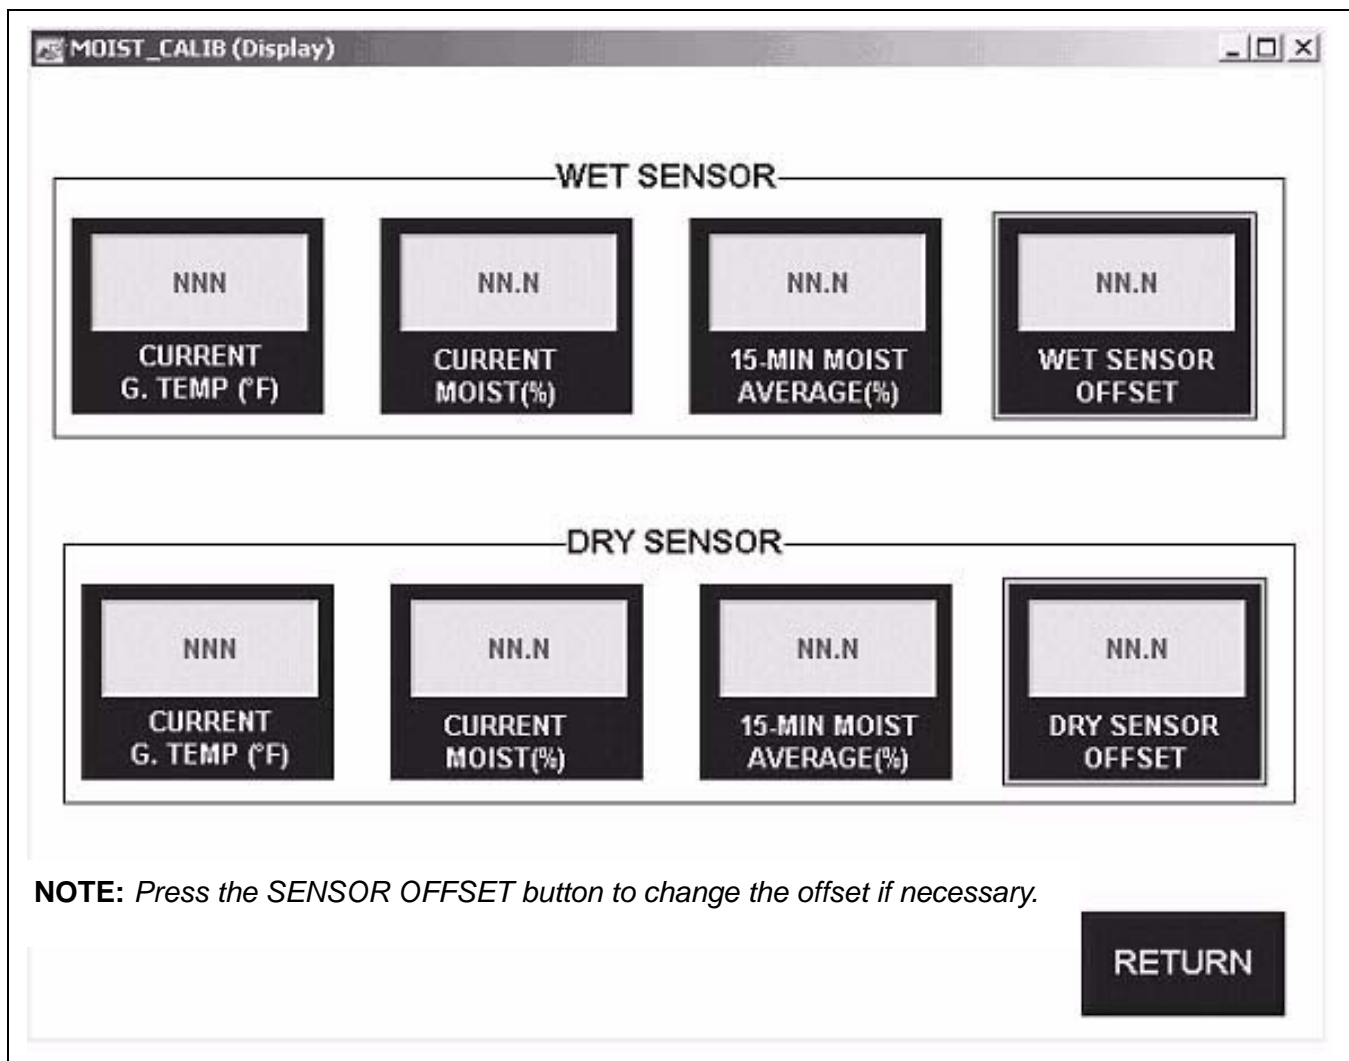 MOIST_CALIB (Display)
WET SENSOR
NNN
CURRENT
G. TEMP (°F)
NN.N
CURRENT
MOIST(%)
NN.N
15-MIN MOIST
AVERAGE(%)
NN.N
WET SENSOR
OFFSET
DRY SENSOR
NNN
CURRENT
G. TEMP (°F)
NN.N
CURRENT
MOIST(%)
NN.N
15-MIN MOIST
AVERAGE(%)
NN.N
DRY SENSOR
OFFSET
NOTE: Press the SENSOR OFFSET button to change the offset if necessary.
RETURN